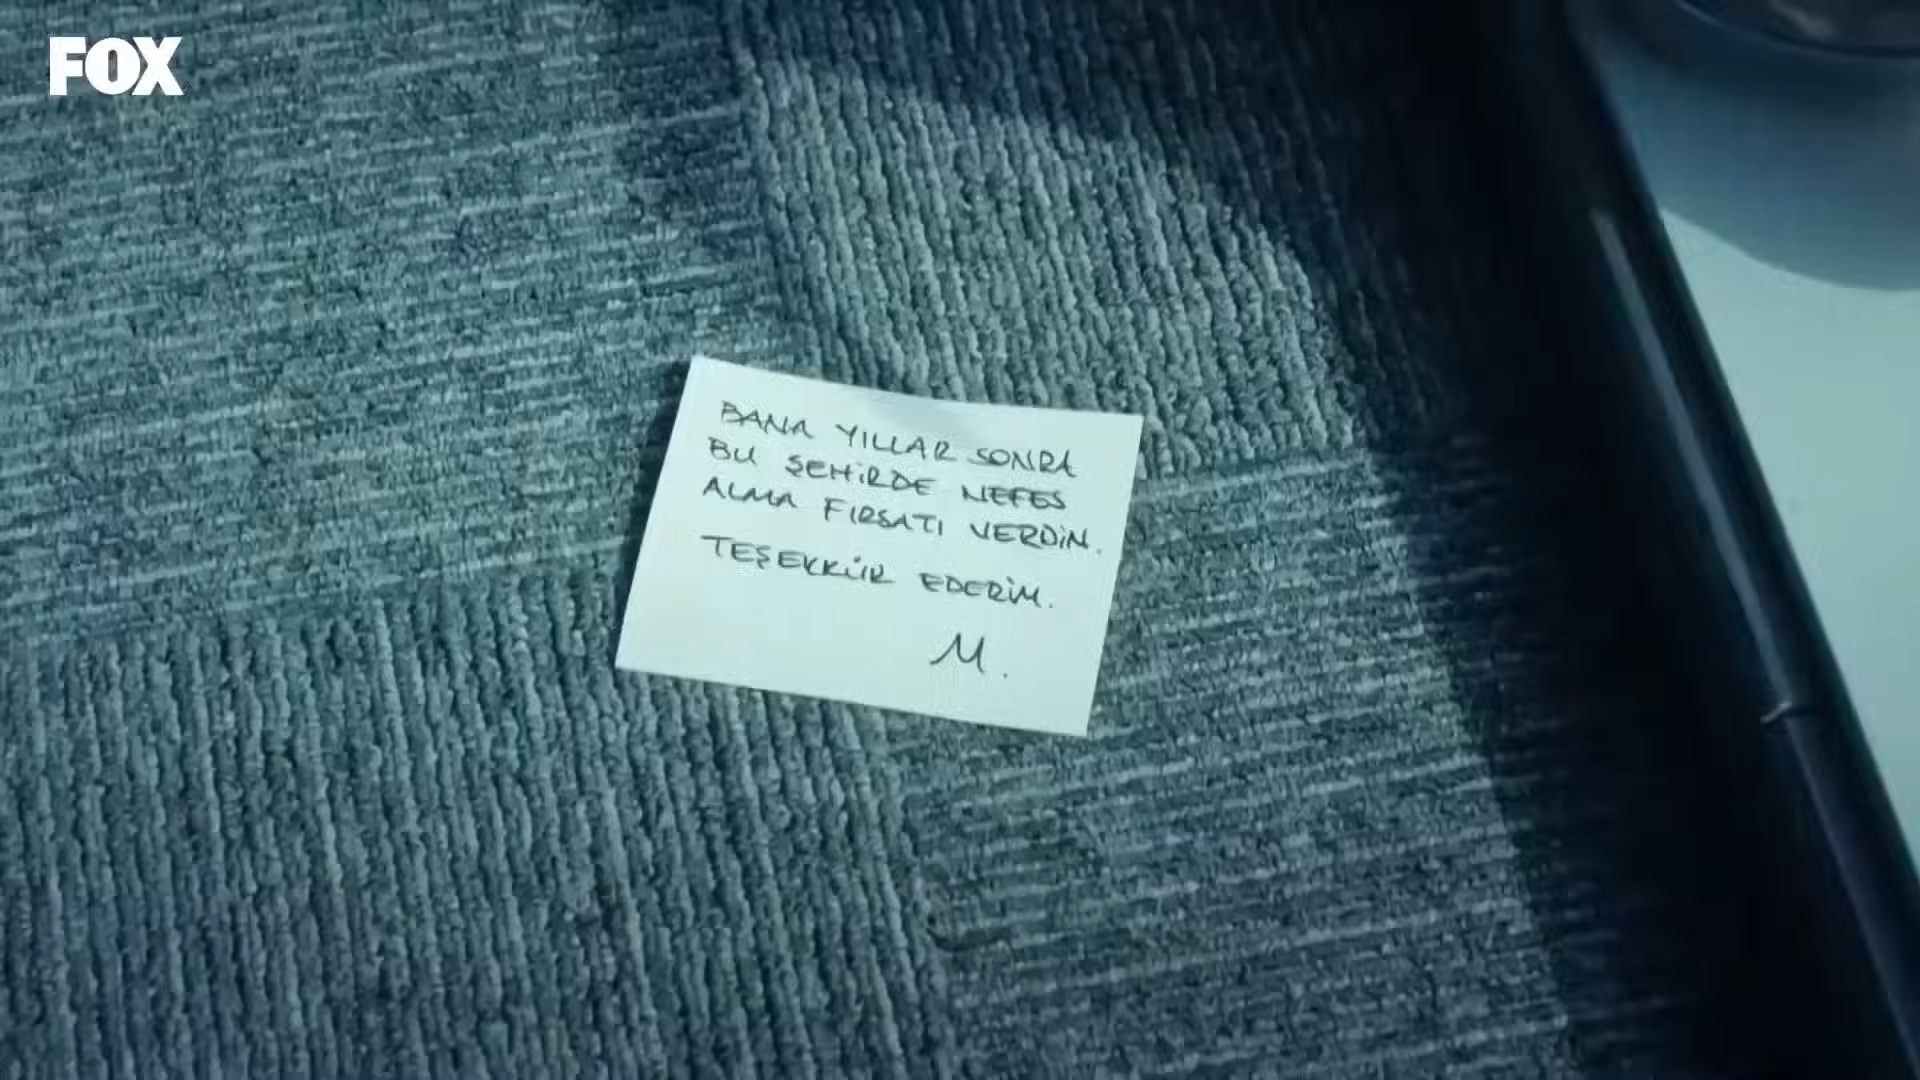 FOX
BANA YILLAR SONRA
BU ŞEHİRDE NEFES
ALMA FIRSATI VERDİN.
TEŞEKKÜR EDERİM.
M.